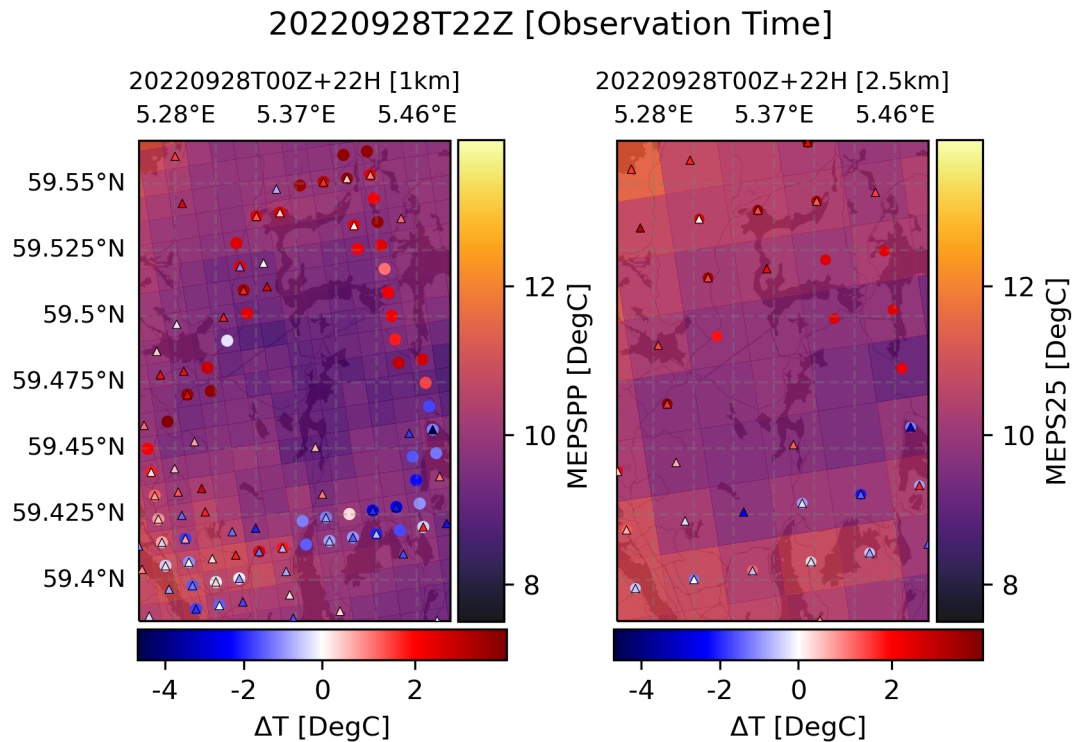 20220928T22Z [Observation Time]
20220928T00Z+22H [1km]
5.28°E 5.37°E 5.46°E
59.55°N
59.525°N
59.5°N
59.475°N
59.45°N
59.425°N
59.4°N
12
10
8
MEPSPP [DegC]
-4 -2 0 2
ΔT [DegC]
20220928T00Z+22H [2.5km]
5.28°E 5.37°E 5.46°E
12
10
8
MEPS25 [DegC]
-4 -2 0 2
ΔT [DegC]